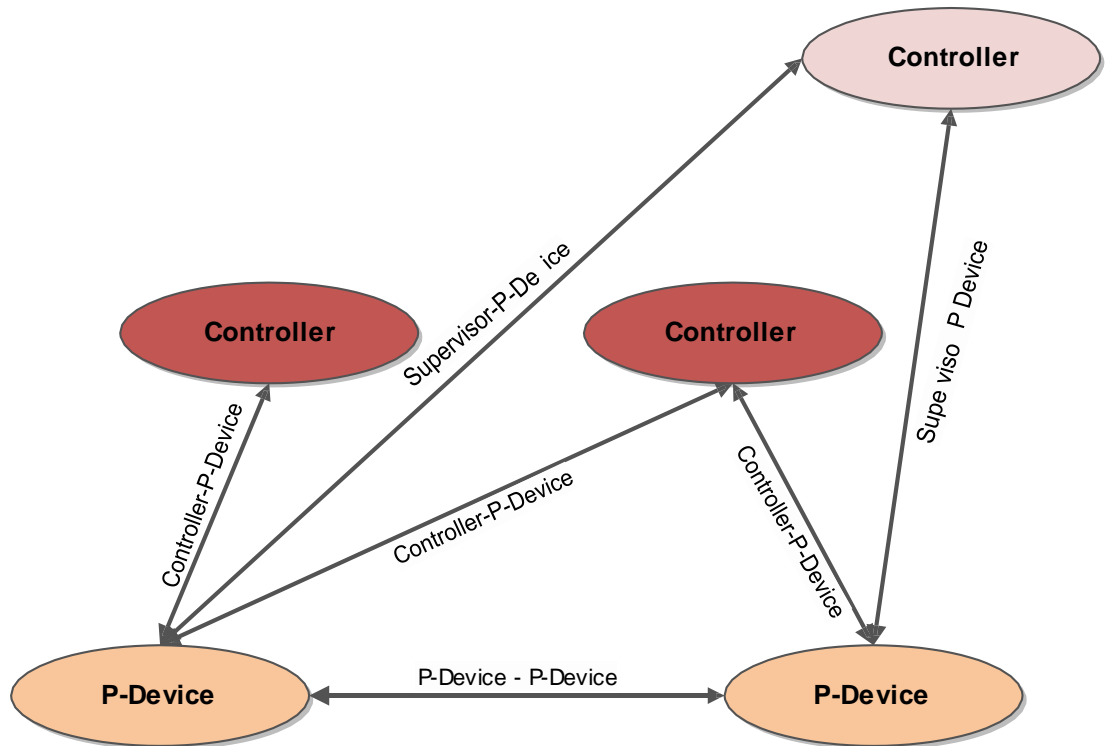 Controller
Supervisor-P-De ice
Supe viso P Device
Controller
Controller
Controller-P-Device
Controller-P-Device
Controller-P-Device
P-Device - P-Device
P-Device
P-Device